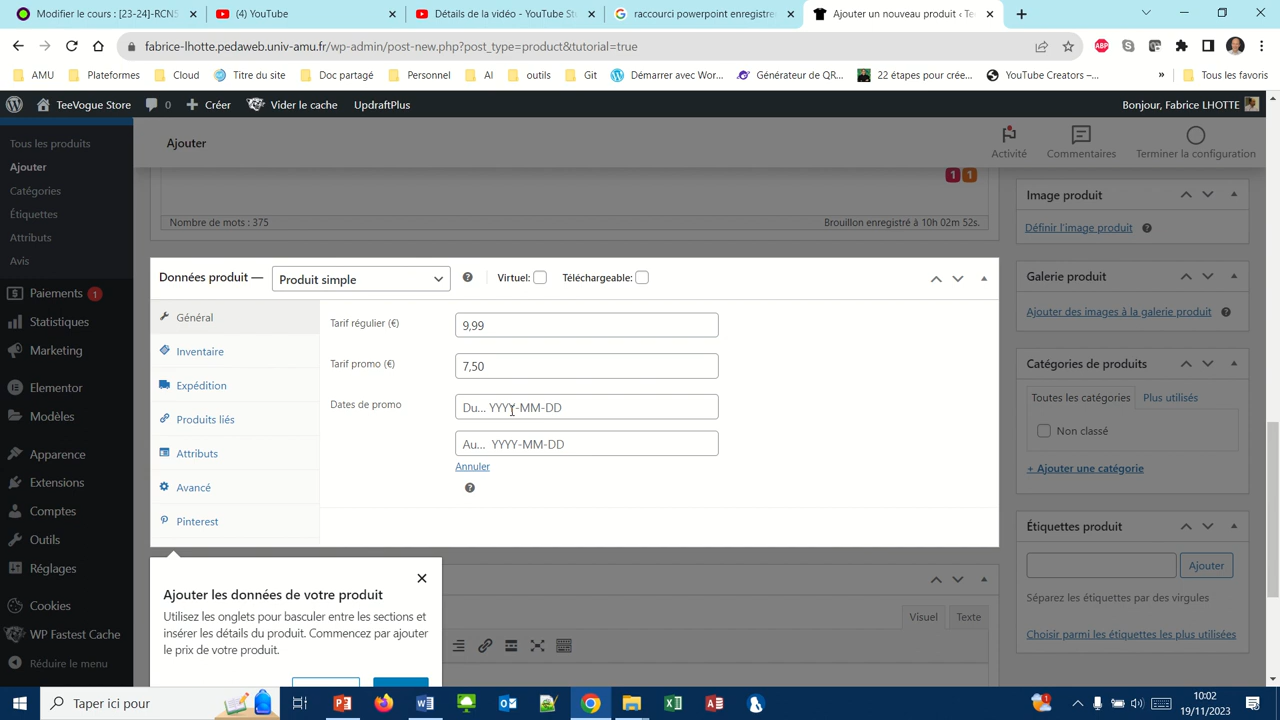 Modifier le cours : [23-24]-RCNS
(4) YouTube
Détails de la vidéo - YouTube St
raccourci powerpoint enregistre
Ajouter un nouveau produit ‹ Te
fabrice-lhotte.pedaweb.univ-amu.fr/wp-admin/post-new.php?post_type=product&tutorial=true
AMU
Plateformes
Cloud
Titre du site
Doc partagé
Personnel
AI
outils
Git
Démarrer avec Wor...
Générateur de QR...
22 étapes pour crée...
YouTube Creators –...
»
Tous les favoris
TeeVogue Store
0
+ Créer
Vider le cache
UpdraftPlus
Bonjour, Fabrice LHOTTE
Tous les produits
Ajouter
Catégories
Étiquettes
Attributs
Avis
Paiements 1
Statistiques
Marketing
Elementor
Modèles
Apparence
Extensions
Comptes
Outils
Réglages
Cookies
WP Fastest Cache
Réduire le menu
Ajouter
Activité
Commentaires
Terminer la configuration
1 1
Nombre de mots : 375
Brouillon enregistré à 10h 02m 52s.
Données produit —
Produit simple
Virtuel:
Téléchargeable:
Général
Inventaire
Expédition
Produits liés
Attributs
Avancé
Pinterest
Tarif régulier (€)
9,99
Tarif promo (€)
7,50
Dates de promo
Du... YYYY-MM-DD
Au... YYYY-MM-DD
Annuler
Ajouter les données de votre produit
Utilisez les onglets pour basculer entre les sections et
insérer les détails du produit. Commencez par ajouter
le prix de votre produit.
Visuel
Texte
Image produit
Définir l'image produit
Galerie produit
Ajouter des images à la galerie produit
Catégories de produits
Toutes les catégories
Plus utilisés
Non classé
+ Ajouter une catégorie
Étiquettes produit
Ajouter
Séparez les étiquettes par des virgules
Choisir parmi les étiquettes les plus utilisées
Taper ici pour
1
10:02
19/11/2023